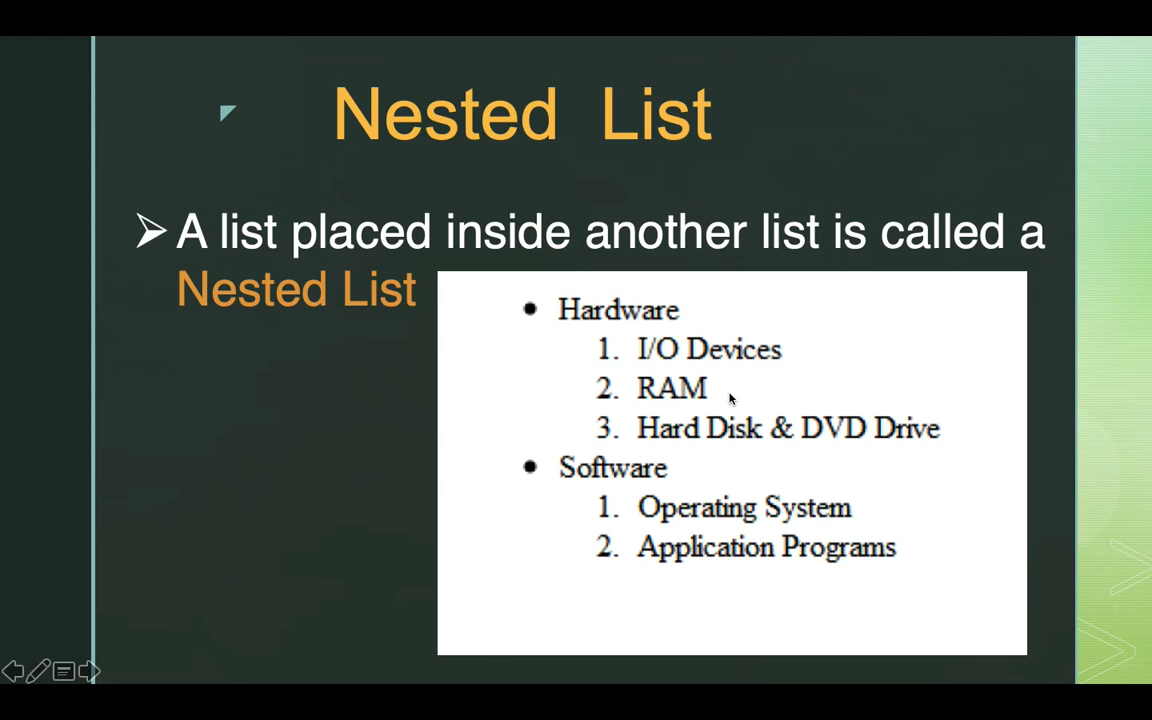 Nested List
A list placed inside another list is called a
Nested List
• Hardware
1. I/O Devices
2. RAM
3. Hard Disk & DVD Drive
• Software
1. Operating System
2. Application Programs